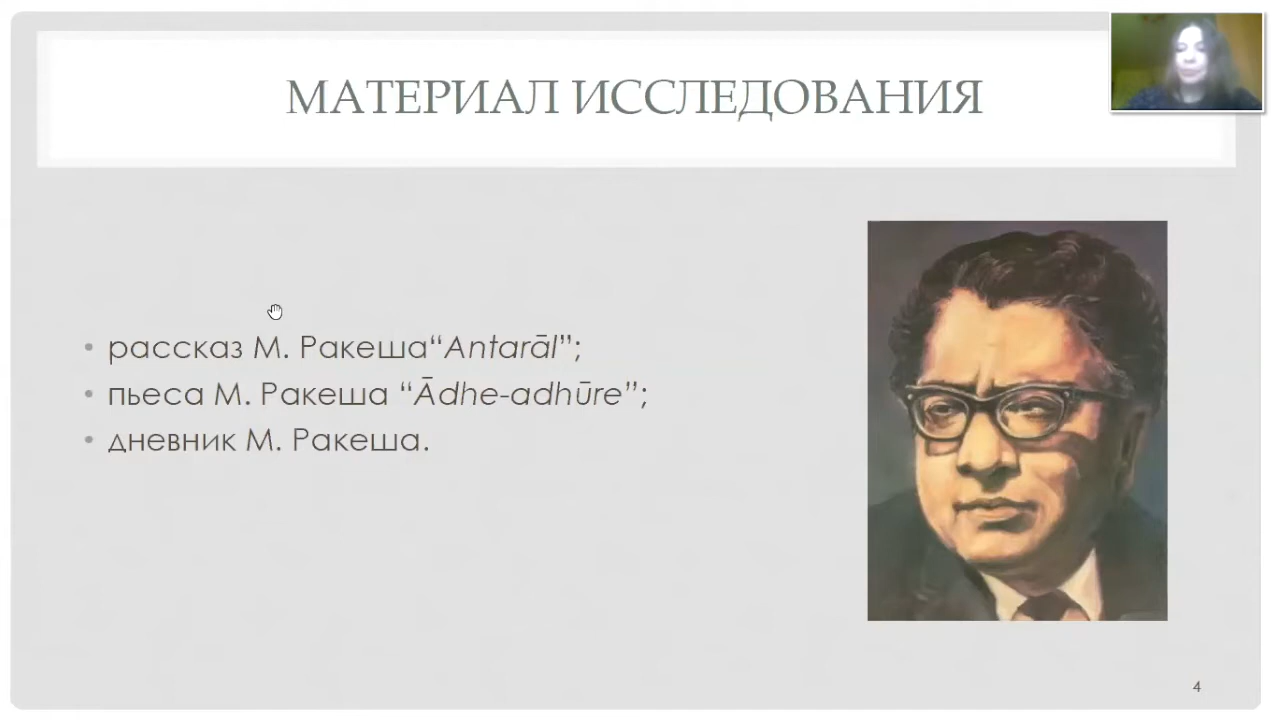 МАТЕРИАЛ ИССЛЕДОВАНИЯ
• рассказ М. Ракеша“Antarāl”;
• пьеса М. Ракеша “Ādhe-adhūre”;
• дневник М. Ракеша.
4